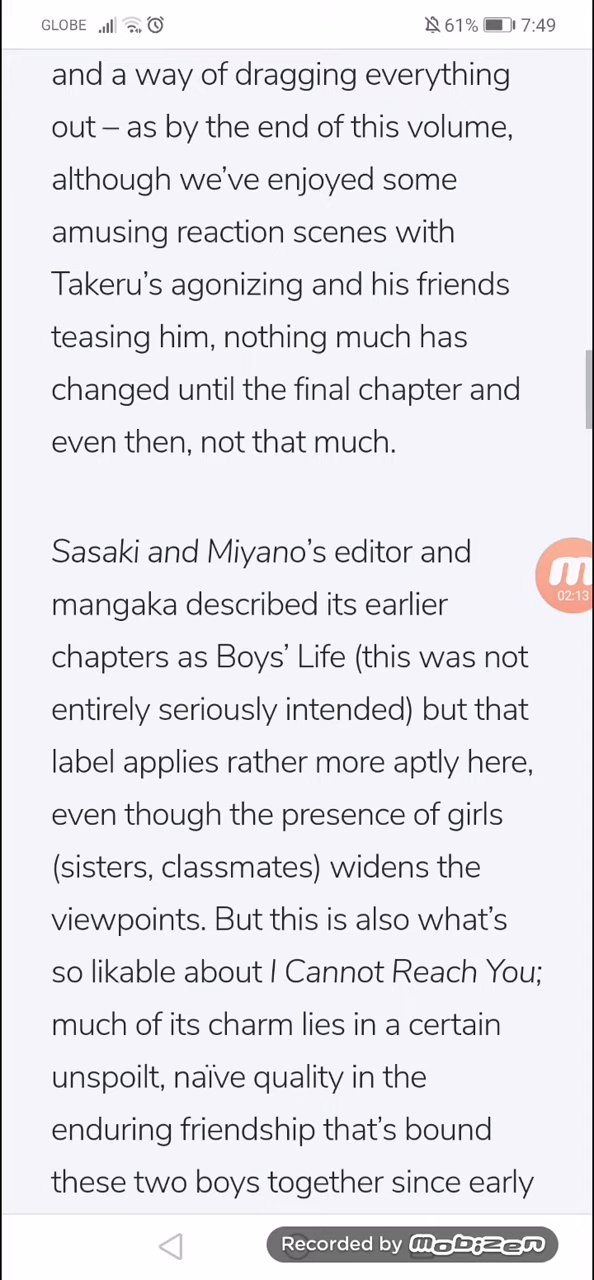 GLOBE 61% 7:49
and a way of dragging everything
out – as by the end of this volume,
although we've enjoyed some
amusing reaction scenes with
Takeru's agonizing and his friends
teasing him, nothing much has
changed until the final chapter and
even then, not that much.
Sasaki and Miyano's editor and
mangaka described its earlier
chapters as Boys' Life (this was not
entirely seriously intended) but that
label applies rather more aptly here,
even though the presence of girls
(sisters, classmates) widens the
viewpoints. But this is also what's
so likable about I Cannot Reach You;
much of its charm lies in a certain
unspoilt, naïve quality in the
enduring friendship that's bound
these two boys together since early
m
02:13
Recorded by mobizen